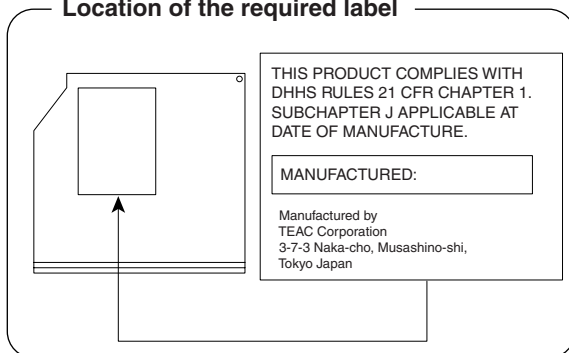 Location of the required label
THIS PRODUCT COMPLIES WITH
DHHS RULES 21 CFR CHAPTER 1.
SUBCHAPTER J APPLICABLE AT
DATE OF MANUFACTURE.
MANUFACTURED:
Manufactured by
TEAC Corporation
3-7-3 Naka-cho, Musashino-shi,
Tokyo Japan